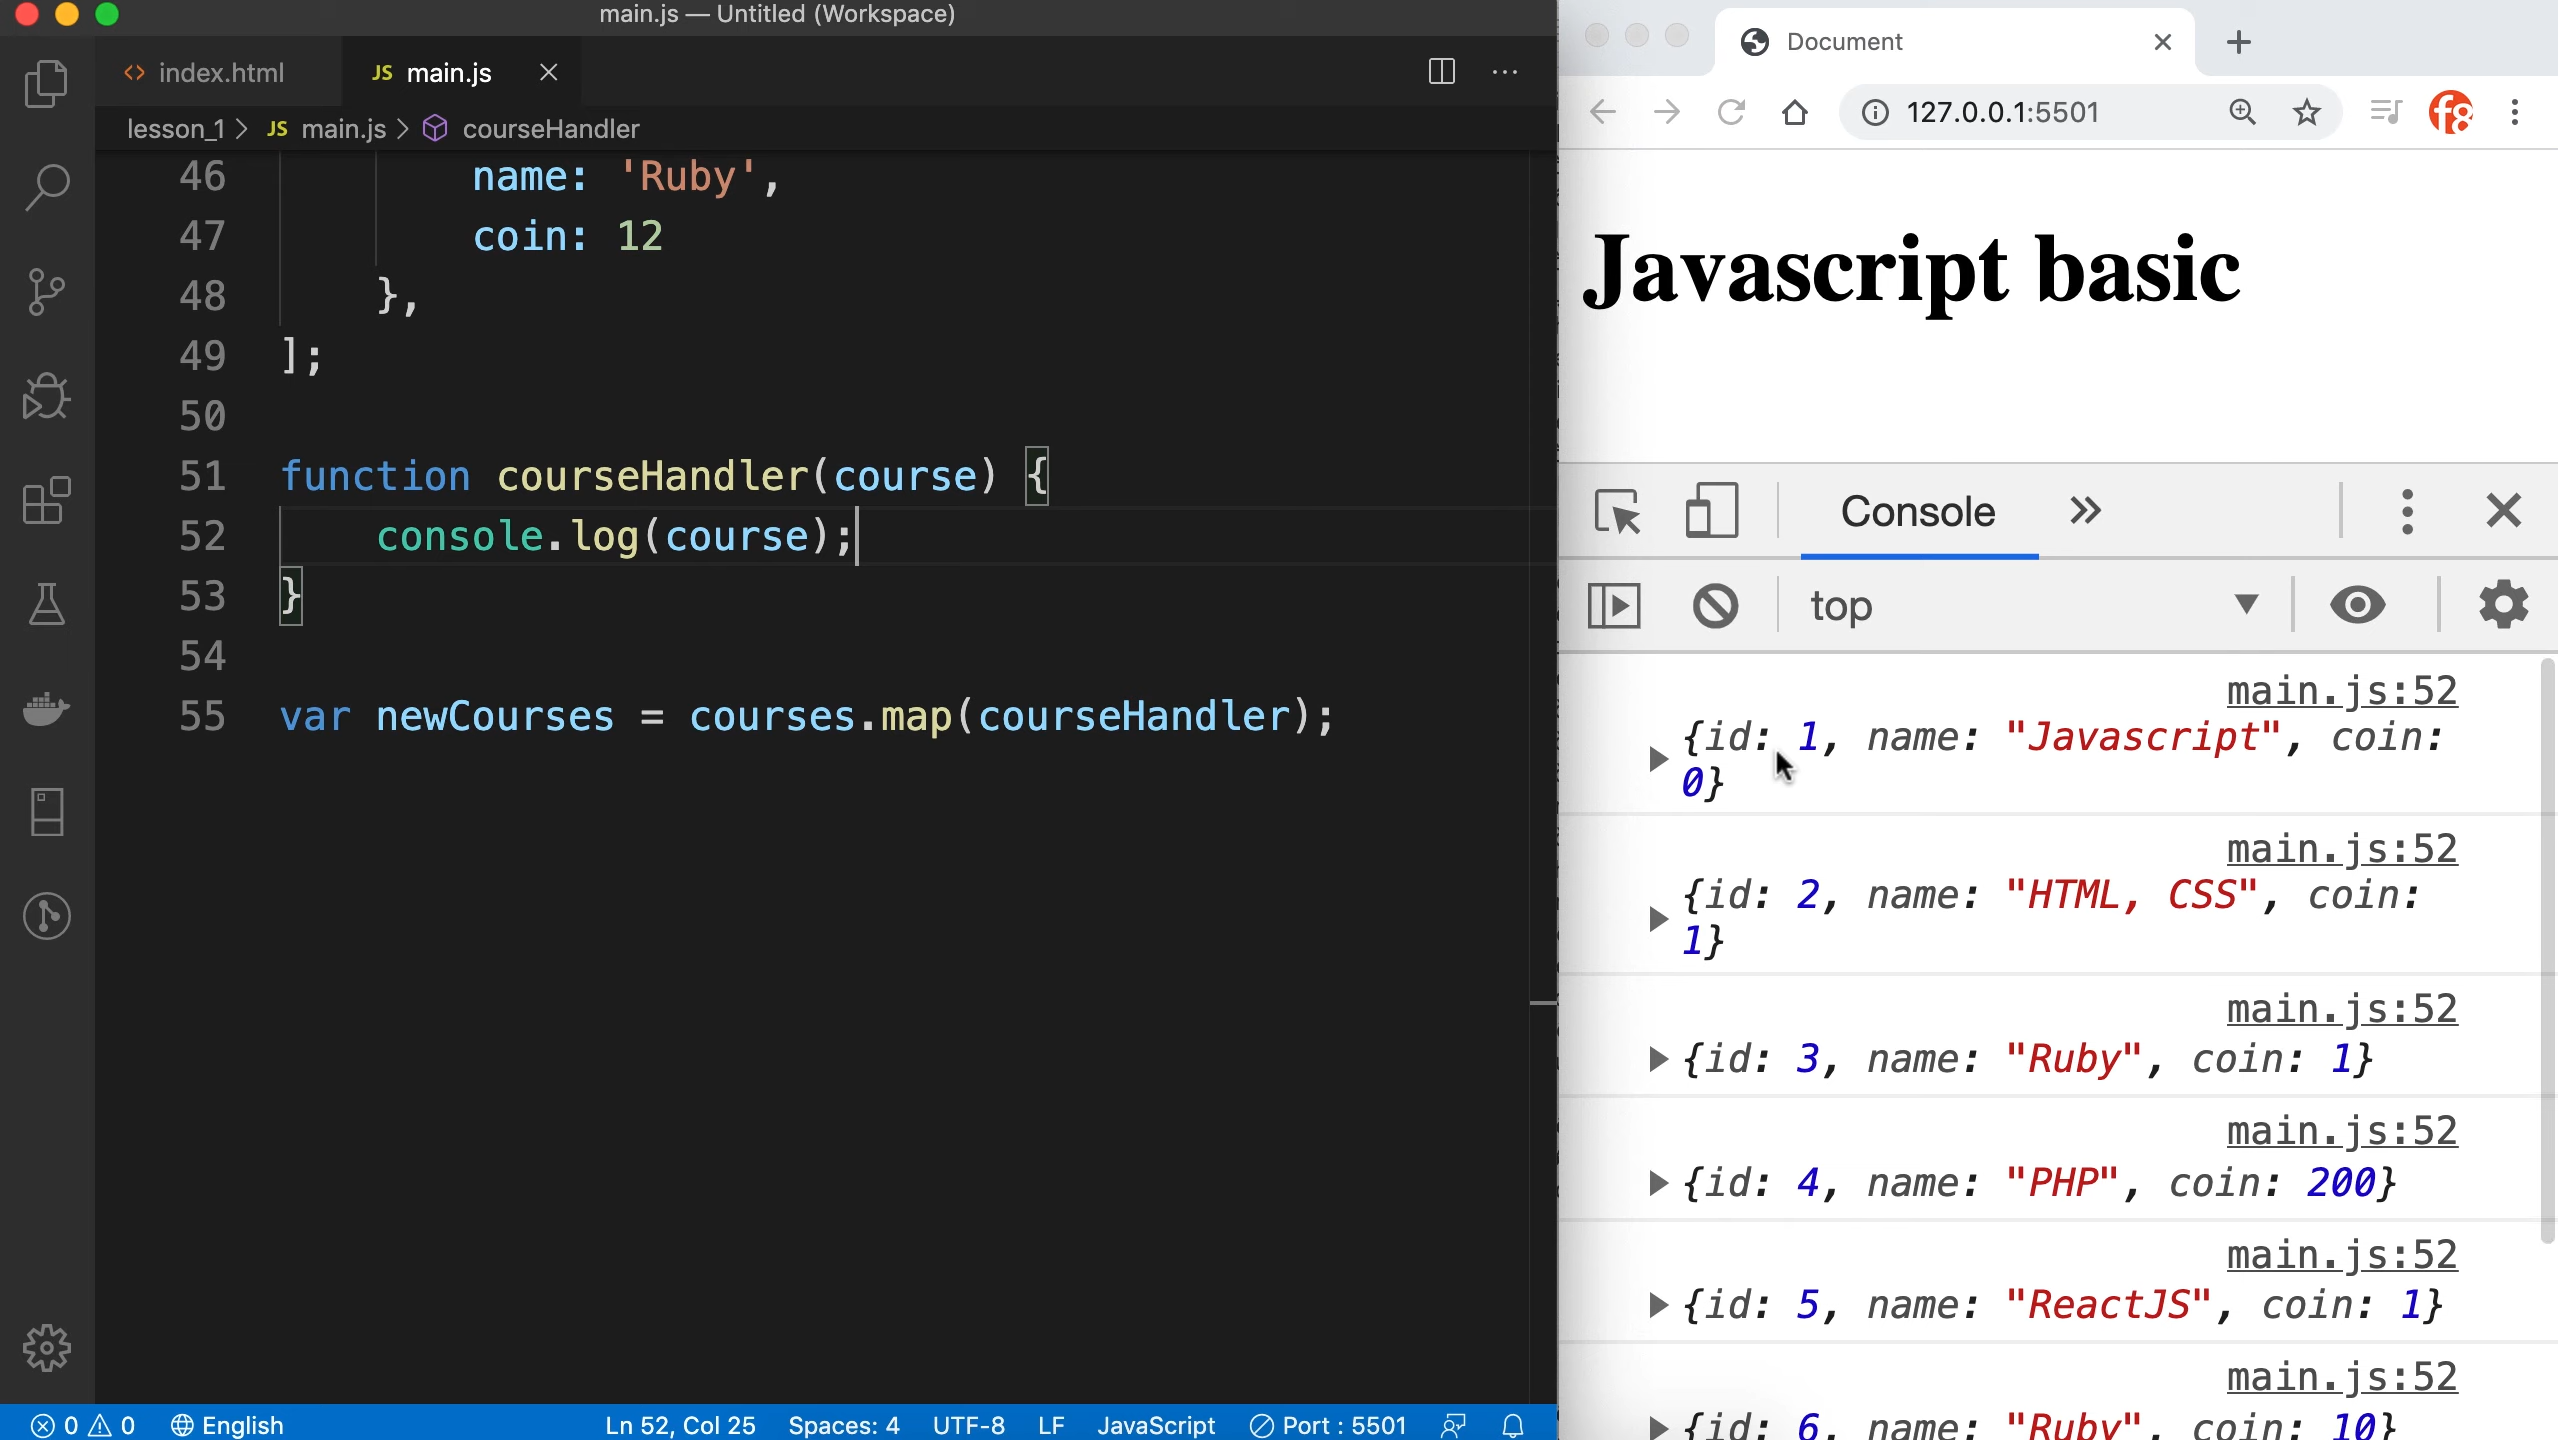 main.js — Untitled (Workspace)
<> index.html
JS main.js
lesson_1 > JS main.js > courseHandler
46 name: 'Ruby',
47 coin: 12
48 },
49 ];
50
51 function courseHandler(course) {
52 console.log(course);
53 }
54
55 var newCourses = courses.map(courseHandler);
0 0 English Ln 52, Col 25 Spaces: 4 UTF-8 LF JavaScript Port : 5501
Document
127.0.0.1:5501
f8
Javascript basic
Console
top
main.js:52
{id: 1, name: "Javascript", coin:
0}
main.js:52
{id: 2, name: "HTML, CSS", coin:
1}
main.js:52
{id: 3, name: "Ruby", coin: 1}
main.js:52
{id: 4, name: "PHP", coin: 200}
main.js:52
{id: 5, name: "ReactJS", coin: 1}
main.js:52
{id: 6, name: "Ruby", coin: 10}